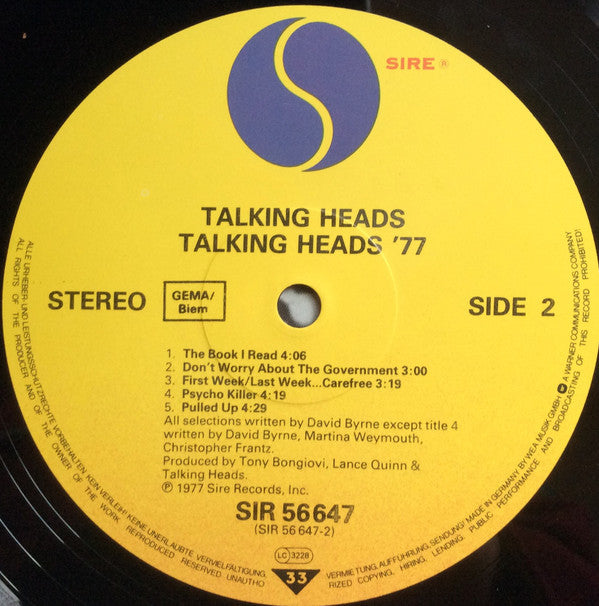 SIRE ®
TALKING HEADS
TALKING HEADS '77
STEREO
GEMA/
Biem
SIDE 2
1. The Book I Read 4:06
2. Don't Worry About The Government 3:00
3. First Week/Last Week...Carefree 3:19
4. Psycho Killer 4:19
5. Pulled Up 4:29
All selections written by David Byrne except title 4
written by David Byrne, Martina Weymouth,
Christopher Frantz.
Produced by Tony Bongiovi, Lance Quinn &
Talking Heads.
℗ 1977 Sire Records, Inc.
SIR 56 647
(SIR 56 647-2)
LC 3228
33
ALLE URHEBER- UND LEISTUNGSSCHUTZRECHTE VORBEHALTEN. KEIN VERLEIH! KEINE UNERLAUBTE VERVIELFÄLTIGUNG, VERMIETUNG, AUFFÜHRUNG, SENDUNG! MADE IN GERMANY BY WEA MUSIK GMBH A WARNER COMMUNICATIONS COMPANY
ALL RIGHTS OF THE PRODUCER AND OF THE OWNER OF THE WORK REPRODUCED RESERVED. UNAUTHORIZED COPYING, HIRING, LENDING, PUBLIC PERFORMANCE AND BROADCASTING OF THIS RECORD PROHIBITED!